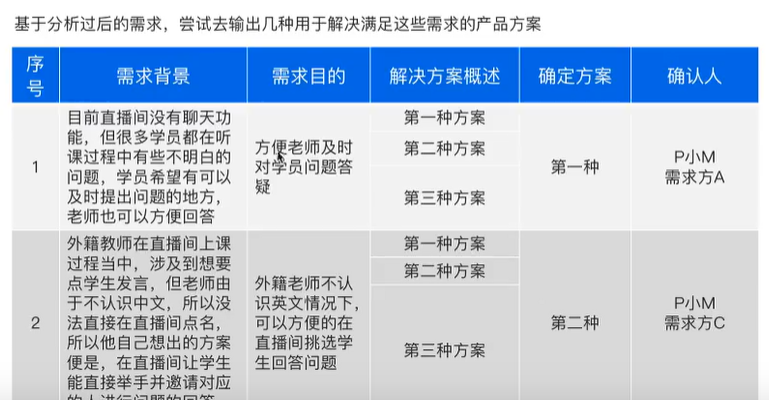 基于分析过后的需求，尝试去输出几种用于解决满足这些需求的产品方案
序
号
需求背景
需求目的
解决方案概述
确定方案
确认人
1
目前直播间没有聊天功
能，但很多学员都在听
课过程中有些不明白的
问题，学员希望有可以
及时提出问题的地方，
老师也可以方便回答
方便老师及时
对学员问题答
疑
第一种方案
第二种方案
第三种方案
第一种
P小M
需求方A
2
外籍教师在直播间上课
过程当中，涉及到想要
点学生发言，但老师由
于不认识中文，所以没
法直接在直播间点名，
所以他自己想出的方案
便是，在直播间让学生
能直接举手并邀请对应
的人进行问题的回答
外籍老师不认
识英文情况下，
可以方便的在
直播间挑选学
生回答问题
第一种方案
第二种方案
第三种方案
第二种
P小M
需求方C